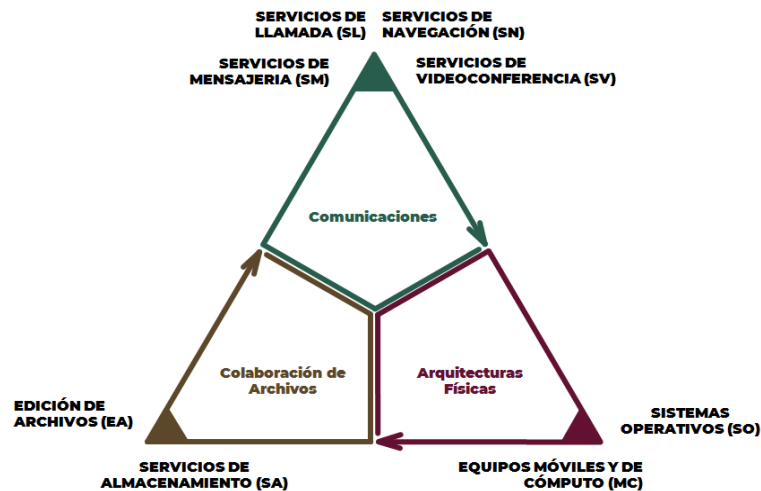 SERVICIOS DE
LLAMADA (SL)
SERVICIOS DE
NAVEGACIÓN (SN)
SERVICIOS DE
MENSAJERIA (SM)
SERVICIOS DE
VIDEOCONFERENCIA (SV)
Comunicaciones
Colaboración de
Archivos
Arquitecturas
Físicas
EDICIÓN DE
ARCHIVOS (EA)
SISTEMAS
OPERATIVOS (SO)
SERVICIOS DE
ALMACENAMIENTO (SA)
EQUIPOS MÓVILES Y DE
CÓMPUTO (MC)